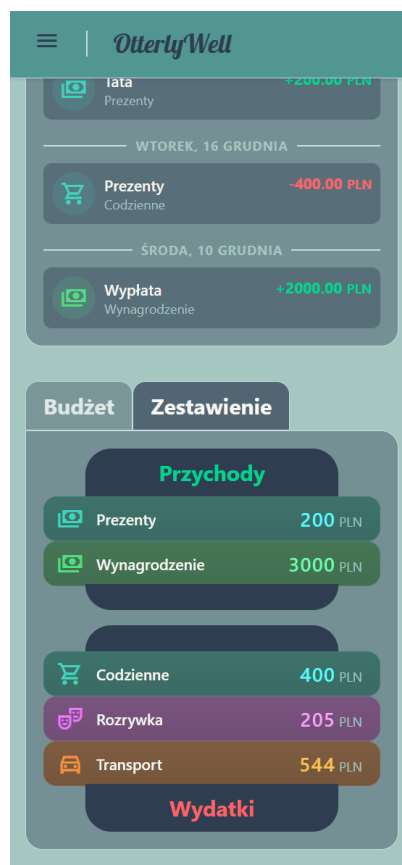 OtterlyWell
Tata
+200.00 PLN
Prezenty
WTOREK, 16 GRUDNIA
Prezenty
-400.00 PLN
Codzienne
ŚRODA, 10 GRUDNIA
Wypłata
+2000.00 PLN
Wynagrodzenie
Budżet Zestawienie
Przychody
Prezenty 200 PLN
Wynagrodzenie 3000 PLN
Codzienne 400 PLN
Rozrywka 205 PLN
Transport 544 PLN
Wydatki